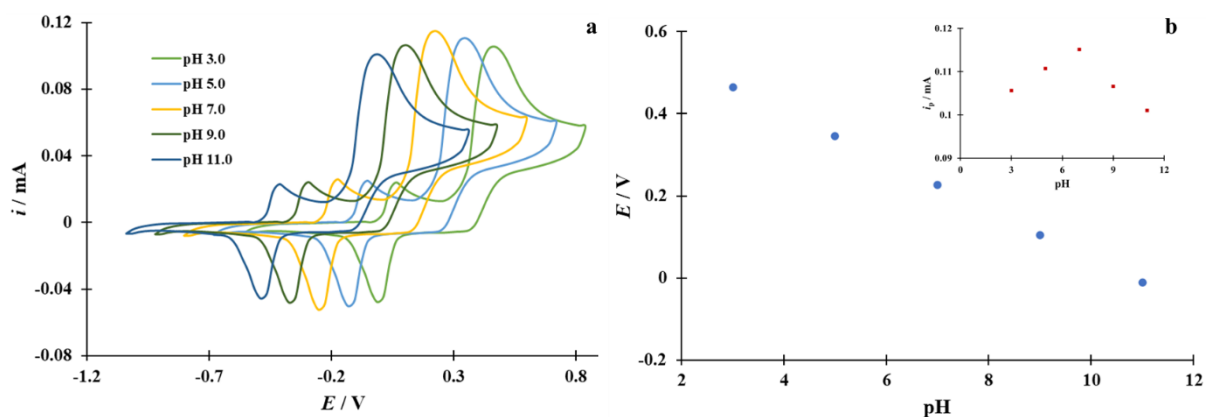 a
0.12
0.08
0.04
0
-0.04
-0.08
i / mA
pH 3.0
pH 5.0
pH 7.0
pH 9.0
pH 11.0
-1.2 -0.7 -0.2 0.3 0.8
E / V
b
0.6
0.4
0.2
0
-0.2
E / V
2 4 6 8 10 12
pH
0.12
0.11
0.1
0.09
ip / mA
0 3 6 9 12
pH